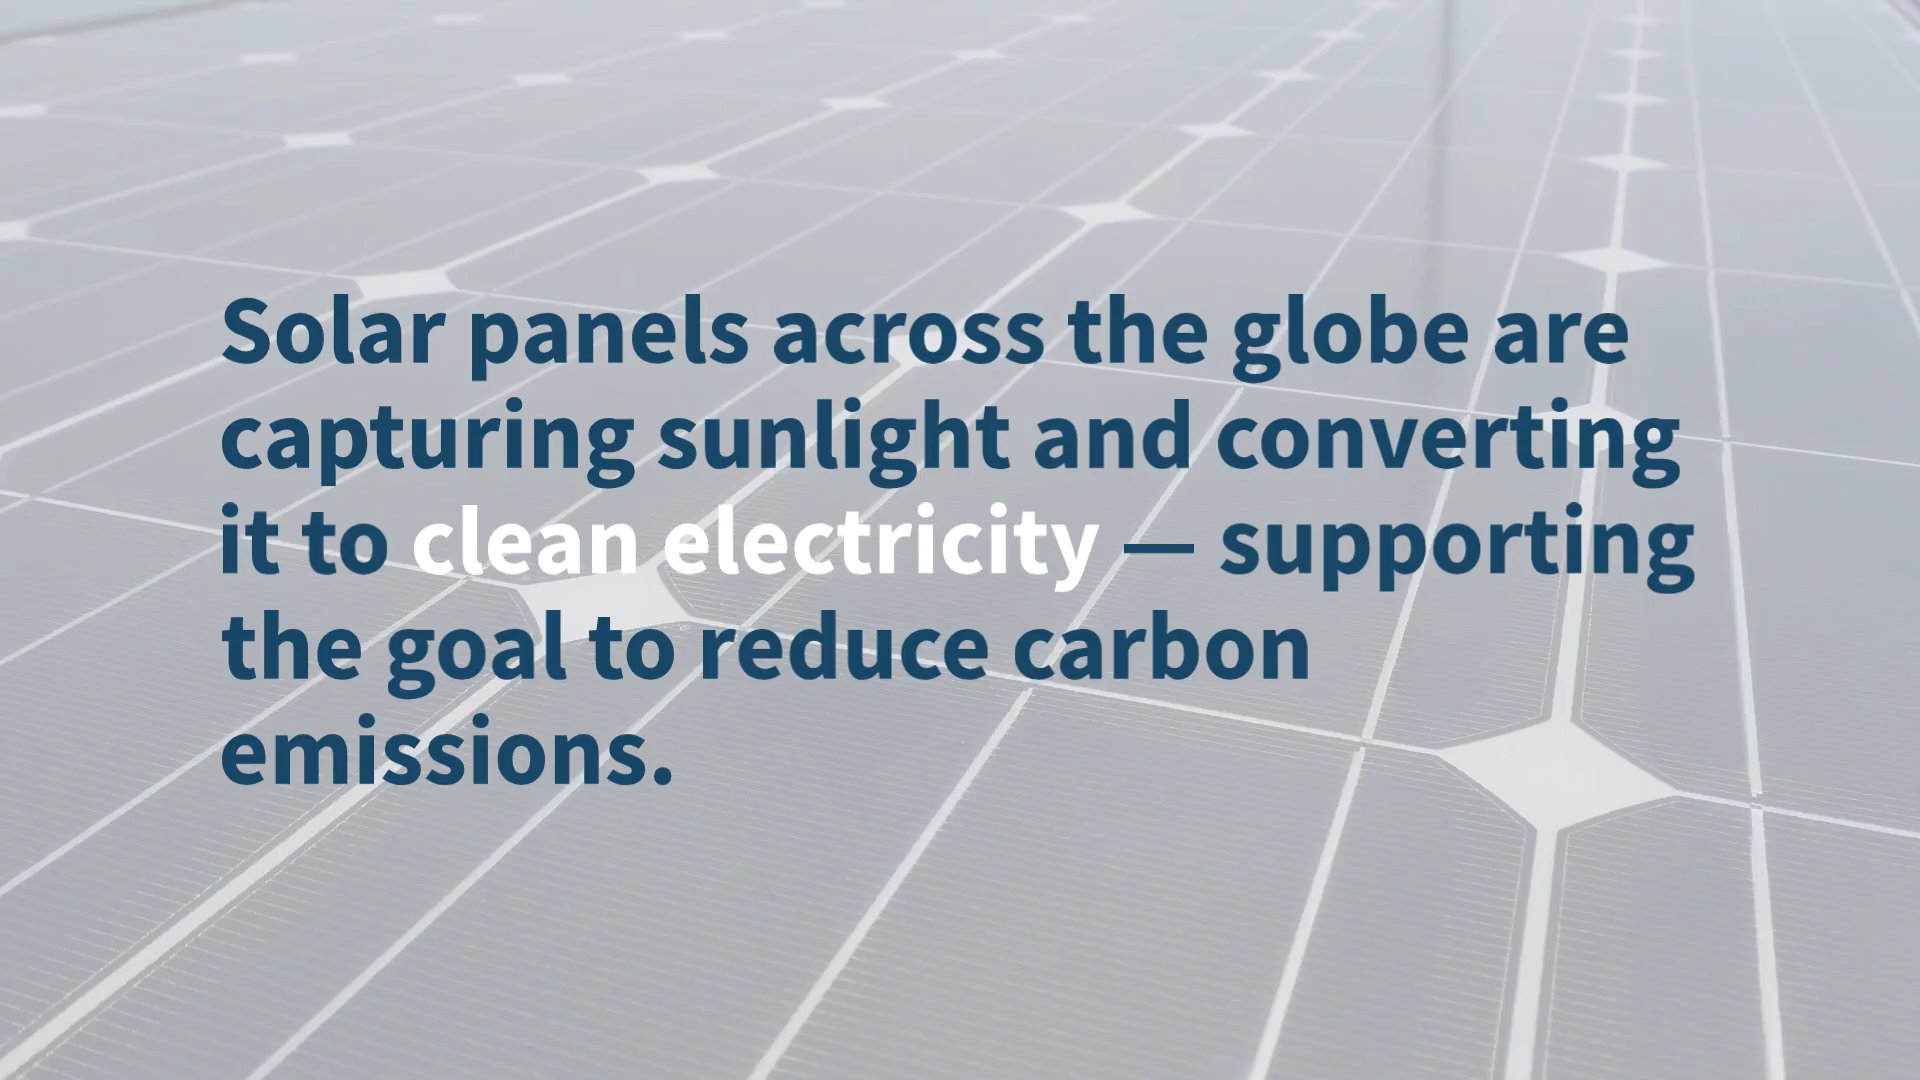 Solar panels across the globe are
capturing sunlight and converting
it to clean electricity — supporting
the goal to reduce carbon
emissions.